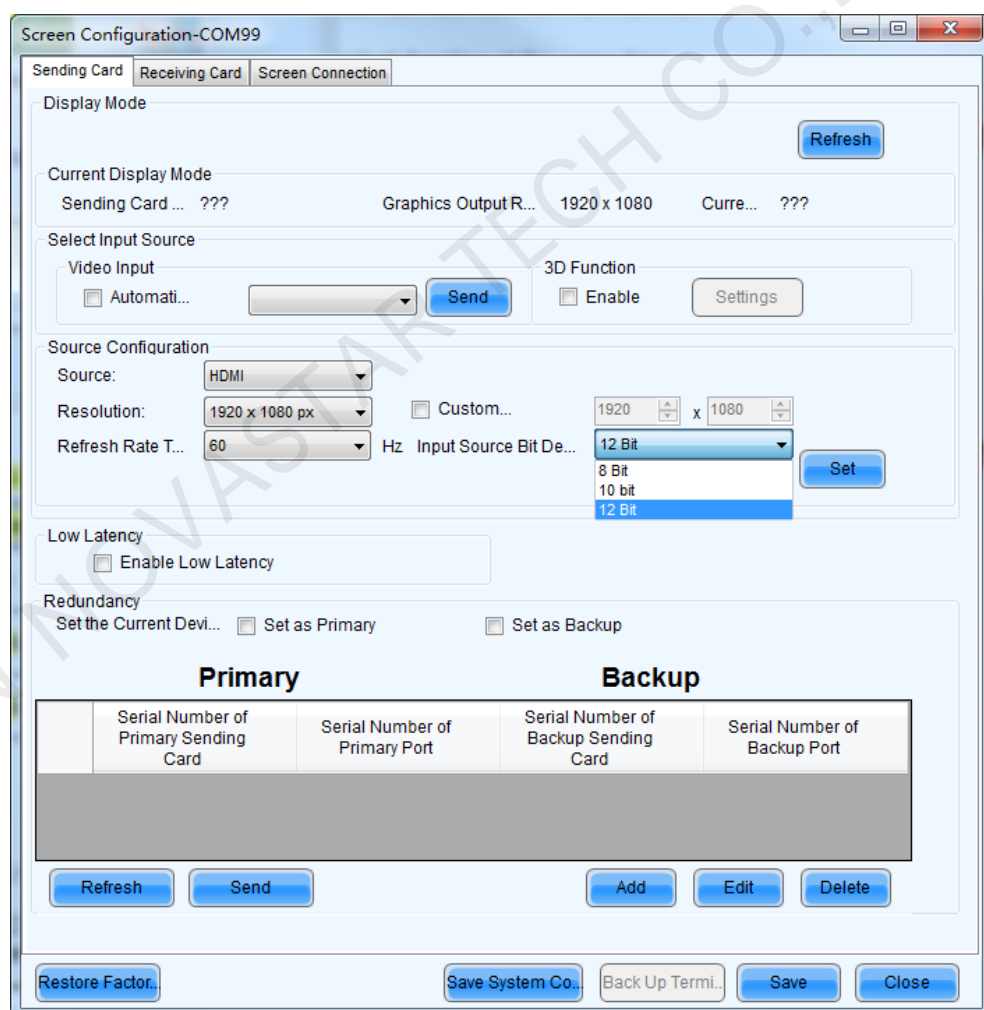 Screen Configuration-COM99
Sending Card Receiving Card Screen Connection
Display Mode
Refresh
Current Display Mode
Sending Card ... ??? Graphics Output R... 1920 x 1080 Curre... ???
Select Input Source
Video Input 3D Function
Automati... Send Enable Settings
Source Configuration
Source: HDMI
Resolution: 1920 x 1080 px Custom... 1920 x 1080
Refresh Rate T... 60 Hz Input Source Bit De... 12 Bit
8 Bit
Set
10 bit
12 Bit
Low Latency
Enable Low Latency
Redundancy
Set the Current Devi... Set as Primary Set as Backup
Primary Backup
Serial Number of Primary Sending Card Serial Number of Primary Port Serial Number of Backup Sending Card Serial Number of Backup Port
Refresh Send Add Edit Delete
Restore Factor... Save System Co... Back Up Termi... Save Close
NOVASTAR TECH CO.,